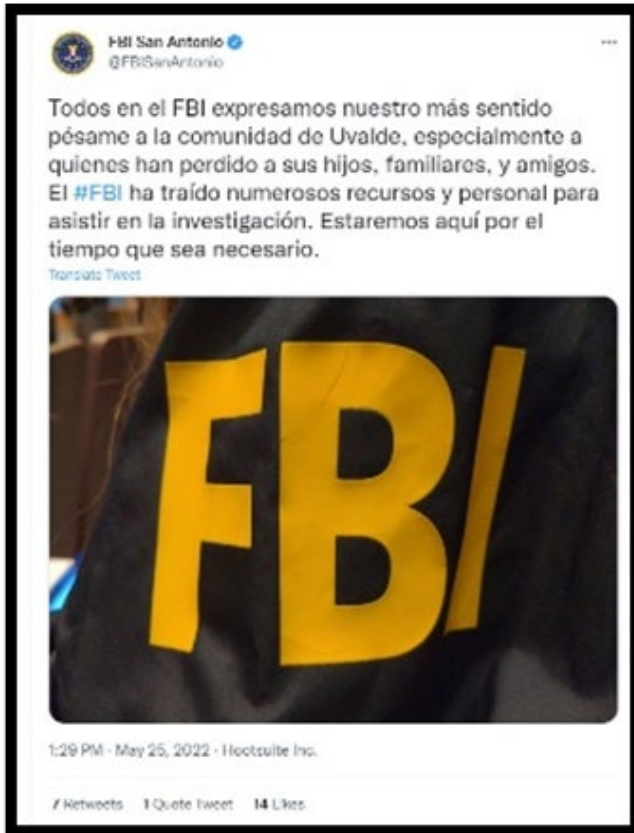 FBI San Antonio
@FBISanAntonio
Todos en el FBI expresamos nuestro más sentido
pésame a la comunidad de Uvalde, especialmente a
quienes han perdido a sus hijos, familiares, y amigos.
El #FBI ha traído numerosos recursos y personal para
asistir en la investigación. Estaremos aquí por el
tiempo que sea necesario.
Translate Tweet
FBI
1:29 PM · May 25, 2022 · Hootsuite Inc.
7 Retweets 1 Quote Tweet 14 Likes